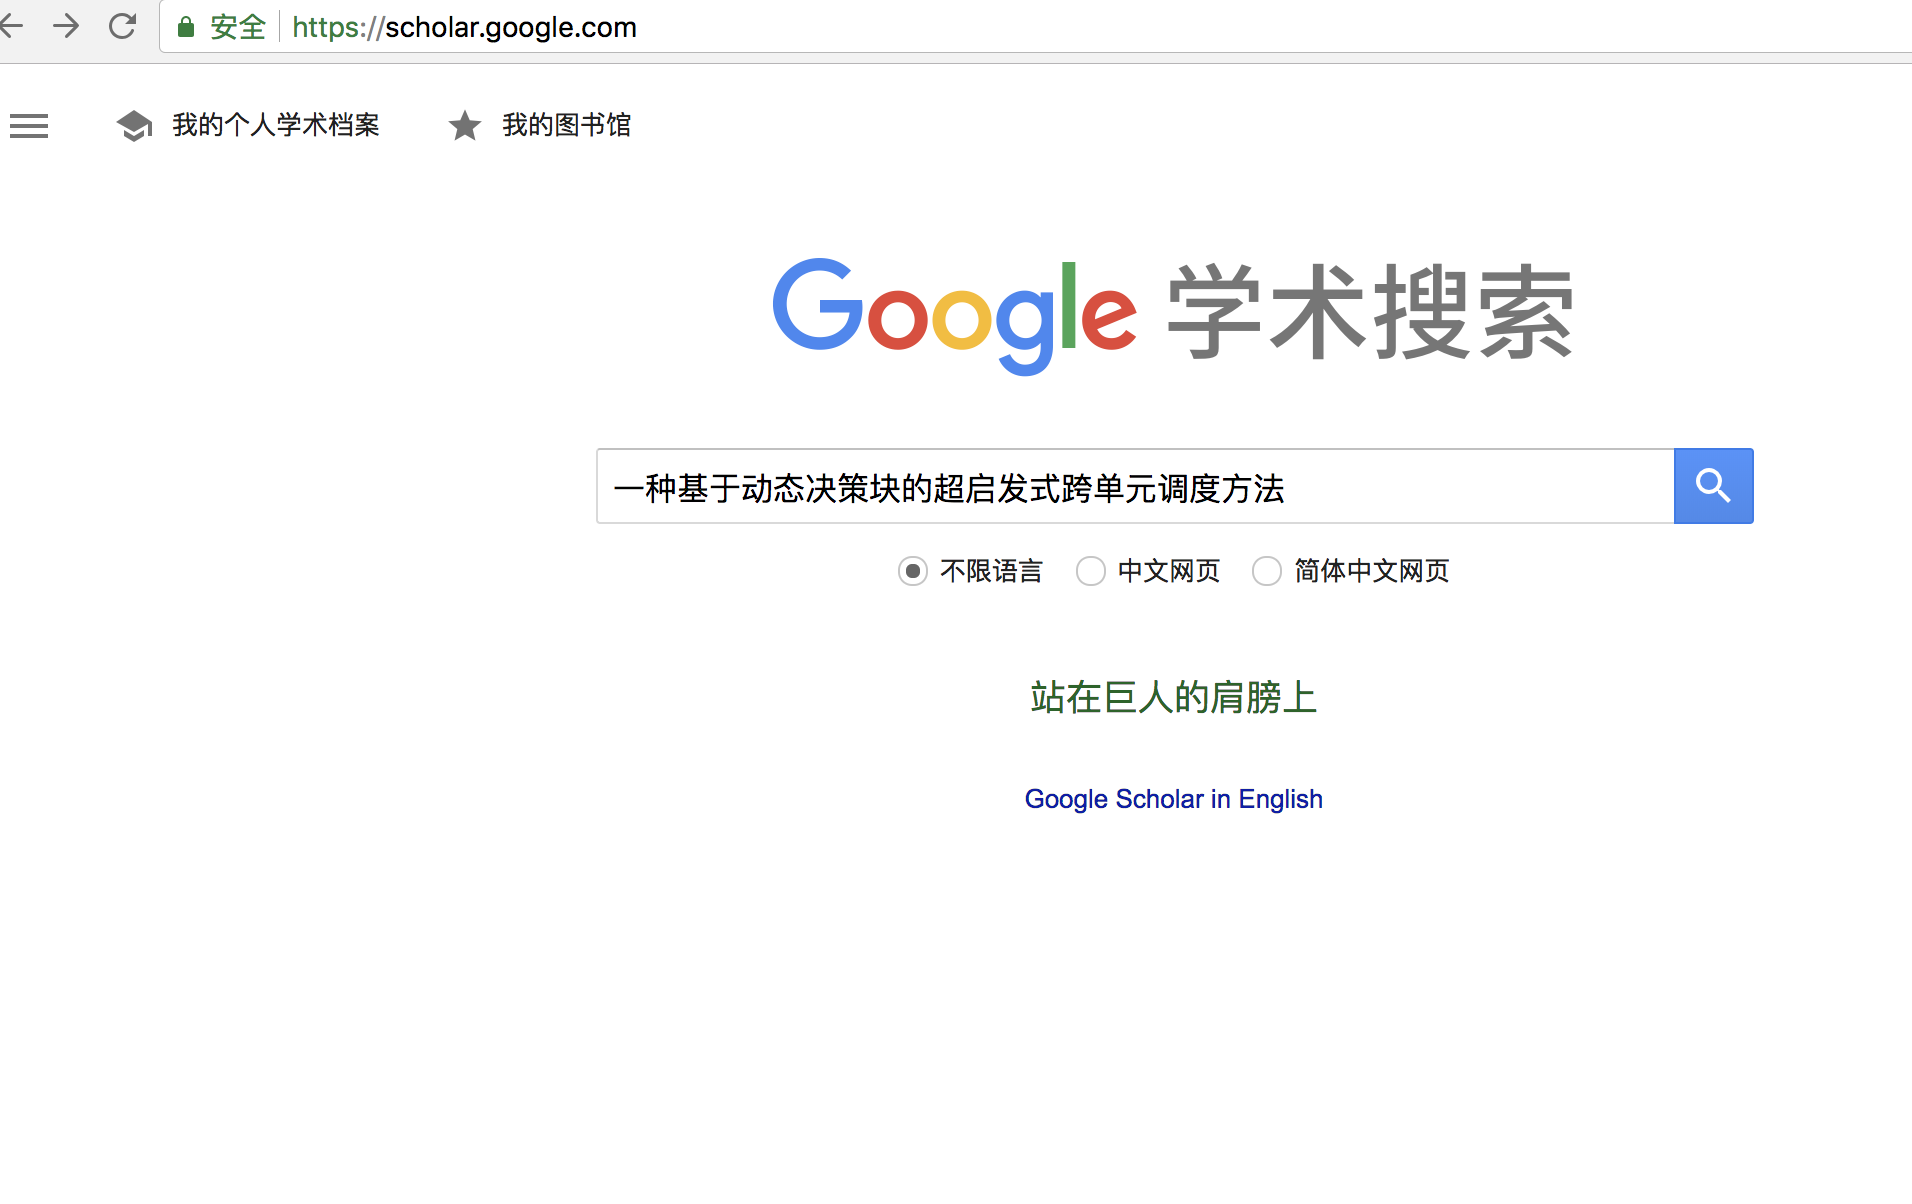 安全 https://scholar.google.com
我的个人学术档案 我的图书馆
Google 学术搜索
一种基于动态决策块的超启发式跨单元调度方法
不限语言 中文网页 简体中文网页
站在巨人的肩膀上
Google Scholar in English